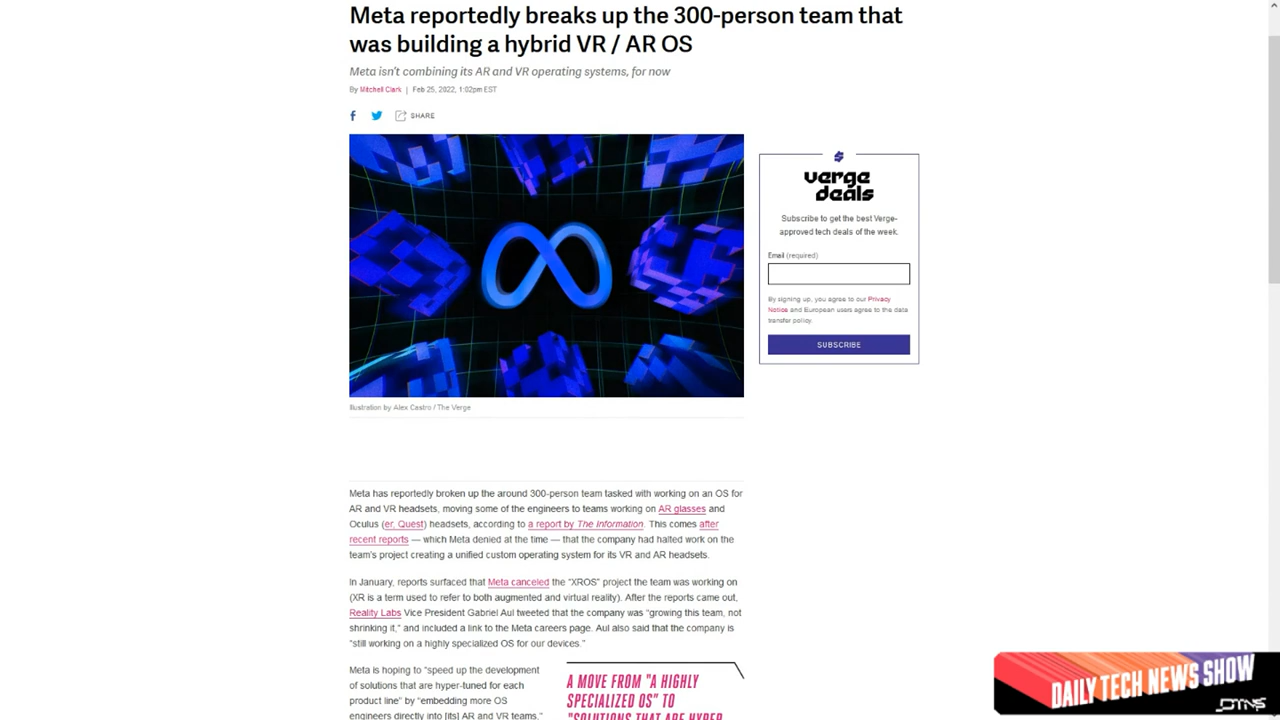 Meta reportedly breaks up the 300-person team that
was building a hybrid VR / AR OS
Meta isn't combining its AR and VR operating systems, for now
By Mitchell Clark | Feb 25, 2022, 1:02pm EST
SHARE
verge
deals
Subscribe to get the best Verge-
approved tech deals of the week.
Email (required)
By signing up, you agree to our Privacy
Notice and European users agree to the data
transfer policy.
SUBSCRIBE
Illustration by Alex Castro / The Verge
Meta has reportedly broken up the around 300-person team tasked with working on an OS for
AR and VR headsets, moving some of the engineers to teams working on AR glasses and
Oculus (er, Quest) headsets, according to a report by The Information. This comes after
recent reports — which Meta denied at the time — that the company had halted work on the
team's project creating a unified custom operating system for its VR and AR headsets.
In January, reports surfaced that Meta canceled the "XROS" project the team was working on
(XR is a term used to refer to both augmented and virtual reality). After the reports came out,
Reality Labs Vice President Gabriel Aul tweeted that the company was "growing this team, not
shrinking it," and included a link to the Meta careers page. Aul also said that the company is
"still working on a highly specialized OS for our devices."
Meta is hoping to "speed up the development
of solutions that are hyper-tuned for each
product line" by "embedding more OS
engineers directly into [its] AR and VR teams,"
A MOVE FROM "A HIGHLY
SPECIALIZED OS" TO
"SOLUTIONS THAT ARE HYPER
DAILY TECH NEWS SHOW
DTNS